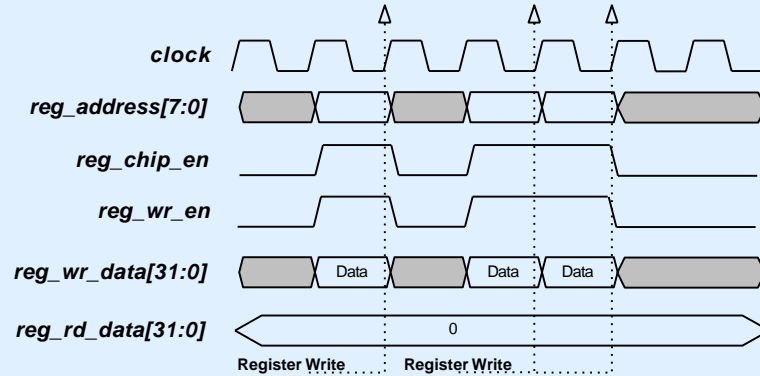 clock
reg_address[7:0]
reg_chip_en
reg_wr_en
reg_wr_data[31:0] Data Data Data
reg_rd_data[31:0] 0
Register Write Register Write